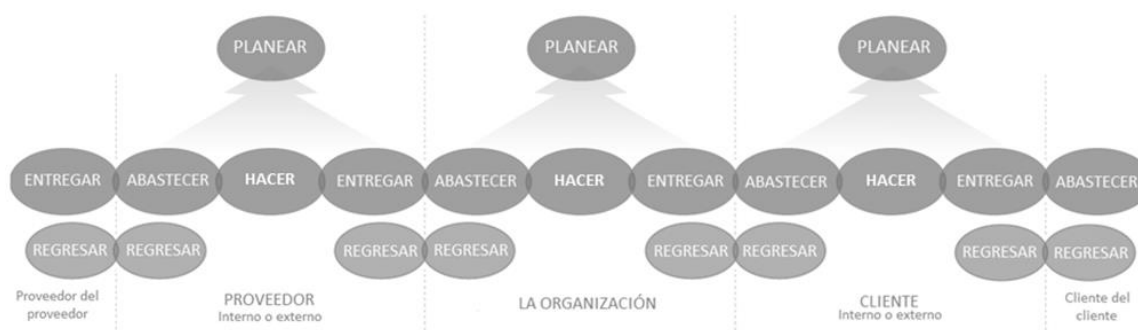 PLANEAR
PLANEAR
PLANEAR
ENTREGAR
ABASTECER
HACER
ENTREGAR
ABASTECER
HACER
ENTREGAR
ABASTECER
HACER
ENTREGAR
ABASTECER
REGRESAR
REGRESAR
REGRESAR
REGRESAR
REGRESAR
REGRESAR
REGRESAR
REGRESAR
Proveedor del
proveedor
PROVEEDOR
Interno o externo
LA ORGANIZACIÓN
CLIENTE
Interno o externo
Cliente del
cliente